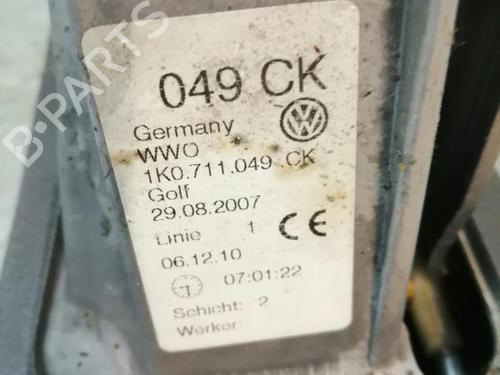 B-PARTS
049 CK
Germany
WWO
1K0.711.049 CK
Golf
29.08.2007
Linie 1 CE
06.12.10
07:01:22
Schicht: 2
Werker: